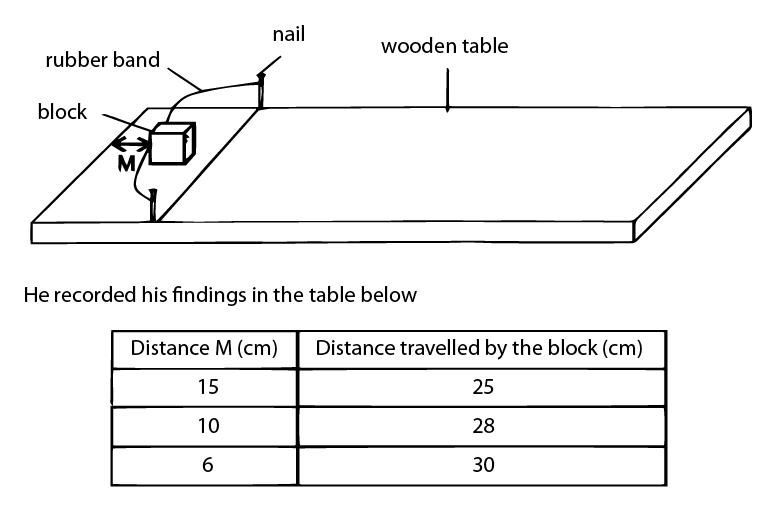 nail
wooden table
rubber band
block
M
He recorded his findings in the table below
Distance M (cm) Distance travelled by the block (cm)
15 25
10 28
6 30